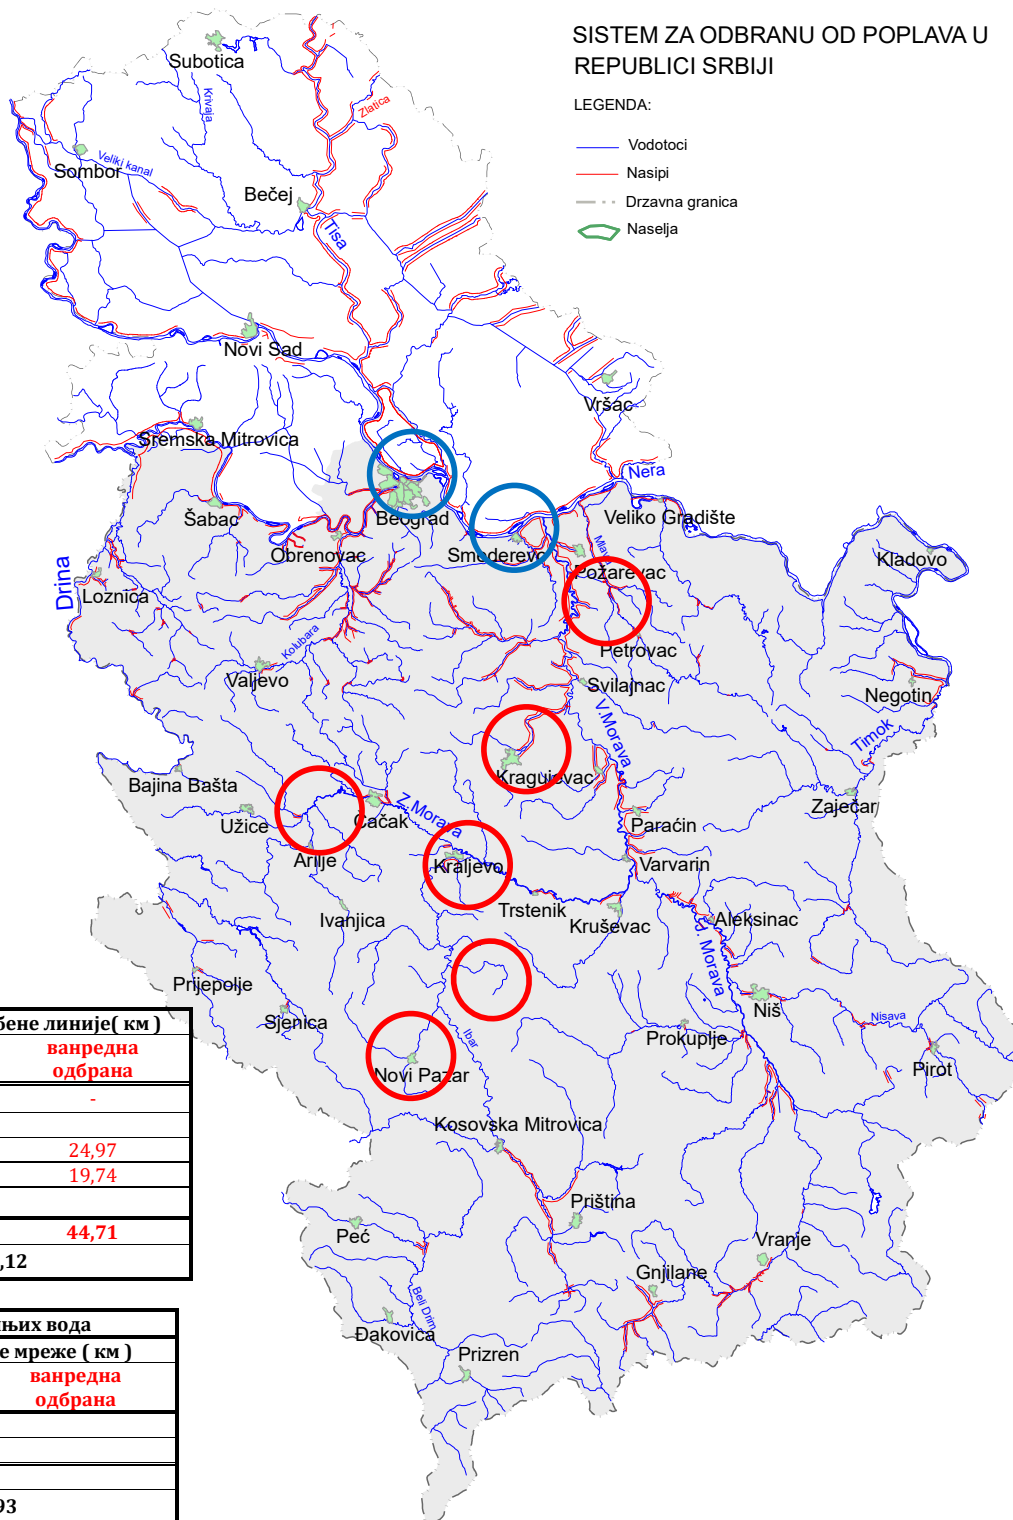 SISTEM ZA ODBRANU OD POPLAVA U
REPUBLICI SRBIJI
LEGENDA:
Vodotoci
Nasipi
Drzavna granica
Naselja
Subotica
Krivaja
Zlatica
Sombor
Veliki kanal
Bečej
Tisa
Novi Sad
Vršac
Sremska Mitrovica
Nera
Šabac
Beograd
Veliko Gradište
Obrenovac
Smederevo
Kladovo
Drina
Loznica
Požarevac
Kolubara
Petrovac
Valjevo
Svilajnac
Negotin
V.Morava
Timok
Bajina Bašta
Kragujevac
Zaječar
Užice
Čačak
Z.Morava
Paraćin
Arilje
Kraljevo
Varvarin
Ivanjica
Trstenik
Kruševac
Aleksinac
J. Morava
Prijepolje
Sjenica
Niš
Nisava
Ibar
Prokuplje
Pirot
Novi Pazar
Kosovska Mitrovica
Priština
Peć
Vranje
Gnjilane
Beli Drim
Đakovica
Prizren
бене линије( км )
ванредна
одбрана
-
24,97
19,74
44,71
,12
њих вода
е мреже ( км )
ванредна
одбрана
93